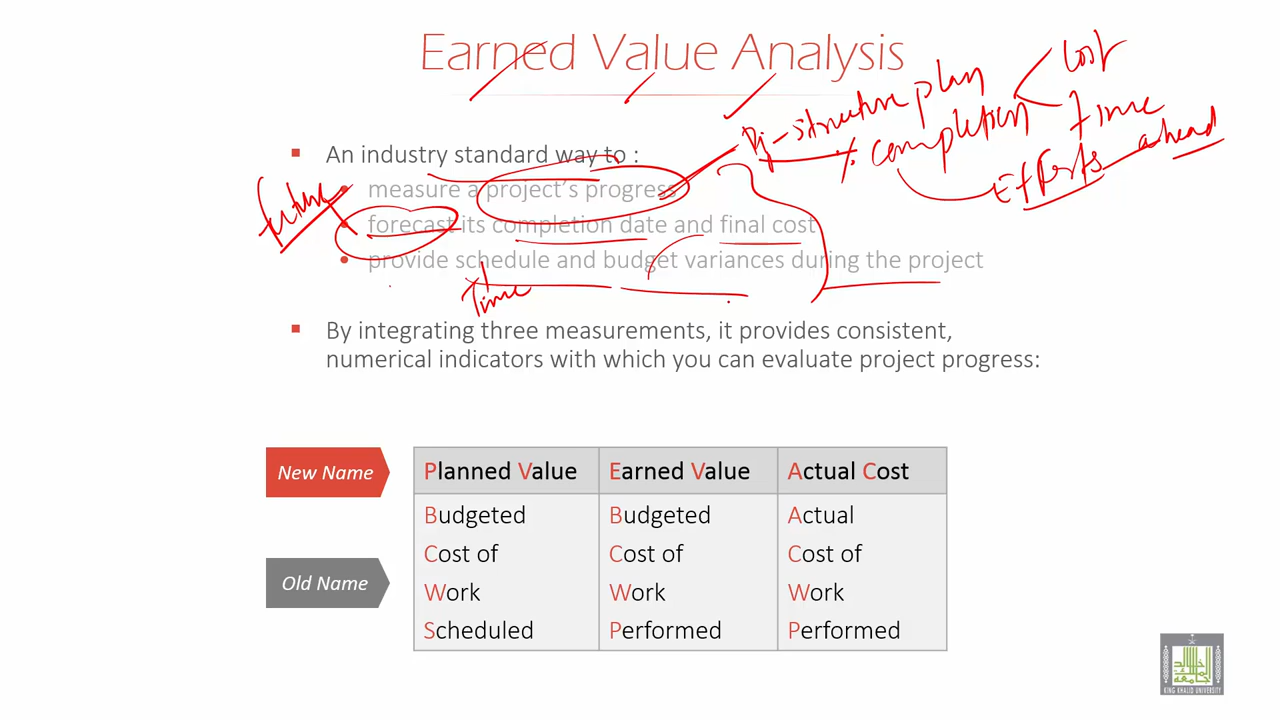 Earned Value Analysis
cost
Pj-structure plan
% completion
time
Efforts ahead
▪ An industry standard way to :
future
• measure a project's progress
• forecast its completion date and final cost
• provide schedule and budget variances during the project
Time
▪ By integrating three measurements, it provides consistent,
numerical indicators with which you can evaluate project progress:
New Name
Planned Value Earned Value Actual Cost
Old Name
Budgeted Budgeted Actual
Cost of Cost of Cost of
Work Work Work
Scheduled Performed Performed
KING KHALID UNIVERSITY